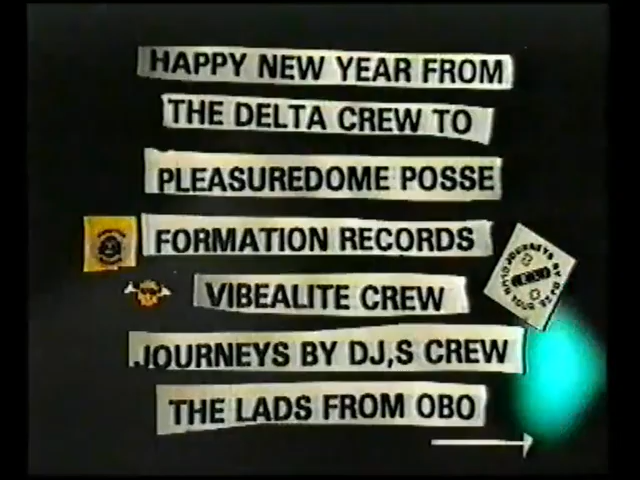 HAPPY NEW YEAR FROM
THE DELTA CREW TO
PLEASUREDOME POSSE
FORMATION RECORDS
VIBEALITE CREW
JOURNEYS BY DJ,S CREW
THE LADS FROM OBO